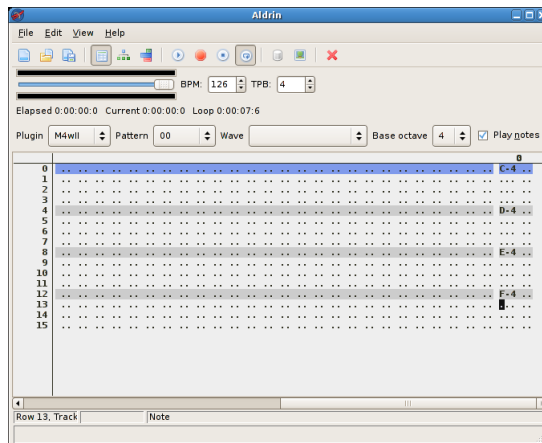 Aldrin
File Edit View Help
BPM: 126 TPB: 4
Elapsed 0:00:00:0 Current 0:00:00:0 Loop 0:00:07:6
Plugin M4wII Pattern 00 Wave Base octave 4 Play notes
0
0 C-4
1
2
3
4 D-4
5
6
7
8 E-4
9
10
11
12 F-4
13
14
15
Row 13, Track Note